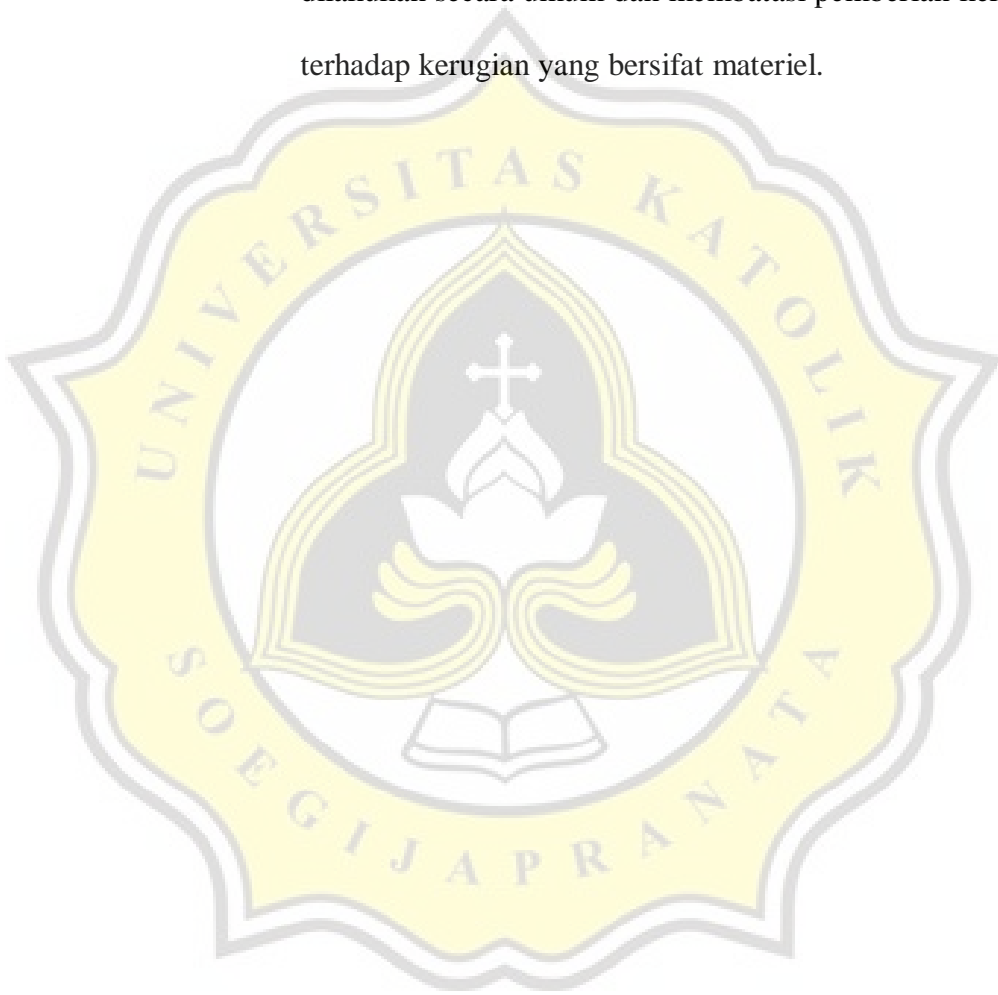 terhadap kerugian yang bersifat materiel.
UNIVERSITAS KATOLIK
SOEGIJAPRANATA